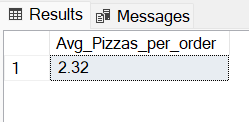 Results Messages
Avg_Pizzas_per_order
1 2.32